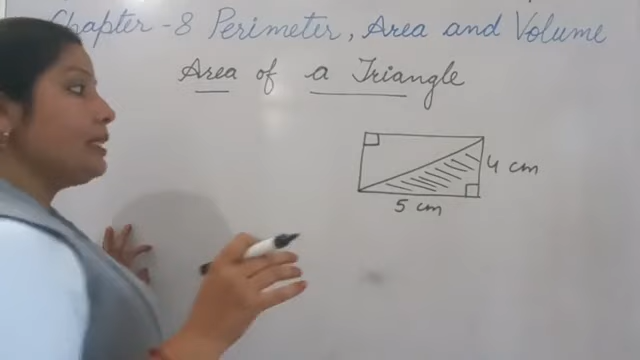 Chapter - 8 Perimeter, Area and Volume
Area of a Triangle
4 cm
5 cm